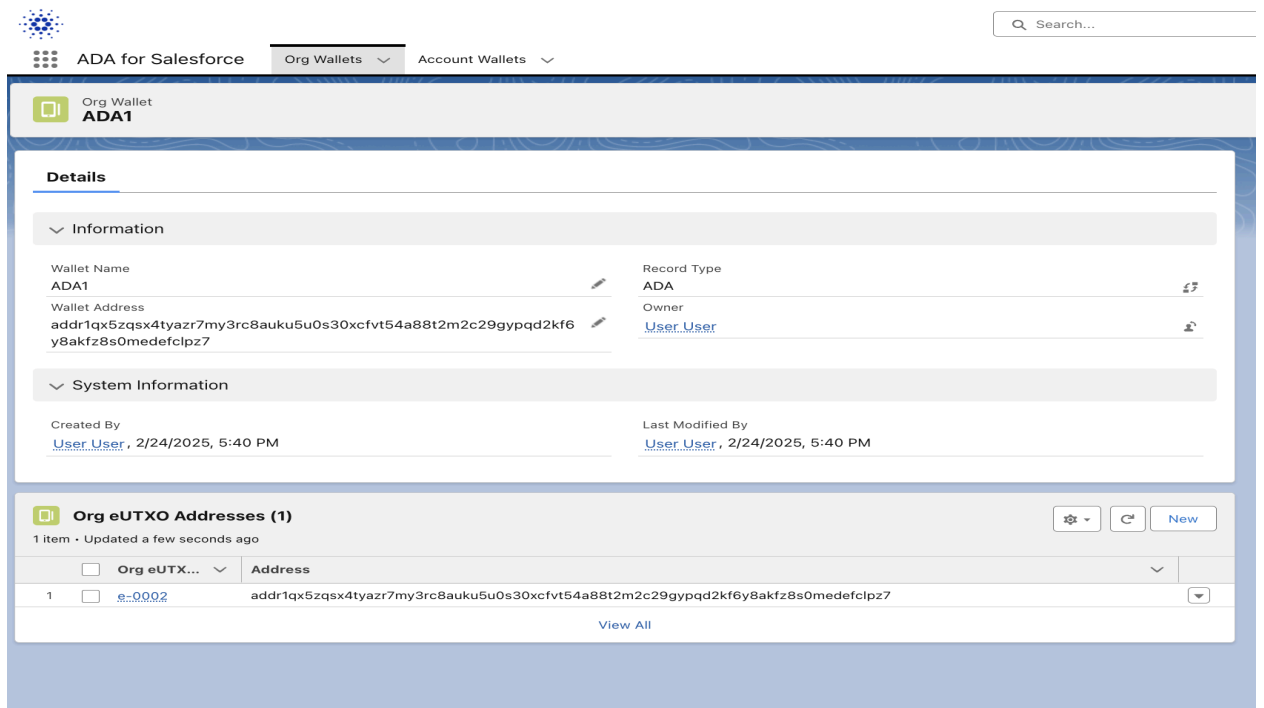 Search...
ADA for Salesforce
Org Wallets
Account Wallets
Org Wallet
ADA1
Details
Information
Wallet Name
ADA1
Record Type
ADA
Wallet Address
addr1qx5zqsx4tyazr7my3rc8auku5u0s30xcfvt54a88t2m2c29gypqd2kf6
y8akfz8s0medefclpz7
Owner
User User
System Information
Created By
User User, 2/24/2025, 5:40 PM
Last Modified By
User User, 2/24/2025, 5:40 PM
Org eUTXO Addresses (1)
1 item • Updated a few seconds ago
New
Org eUTX...
Address
1
e-0002
addr1qx5zqsx4tyazr7my3rc8auku5u0s30xcfvt54a88t2m2c29gypqd2kf6y8akfz8s0medefclpz7
View All